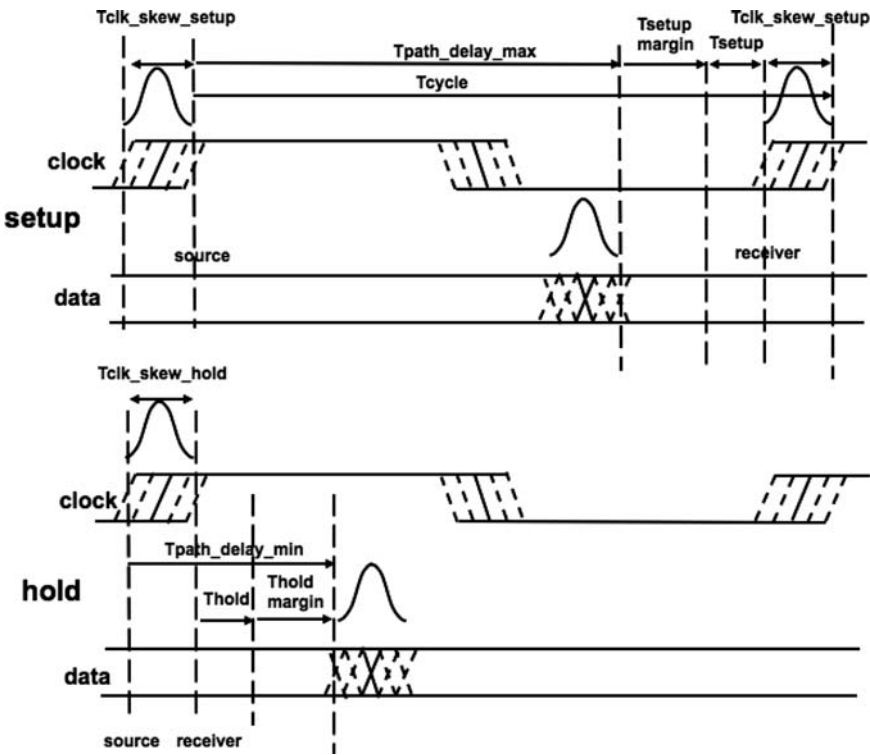 Tclk_skew_setup
Tsetup
margin
Tclk_skew_setup
Tpath_delay_max
Tsetup
Tcycle
clock
setup
source
receiver
data
Tclk_skew_hold
clock
Tpath_delay_min
hold
Thold
Thold
margin
data
source
receiver